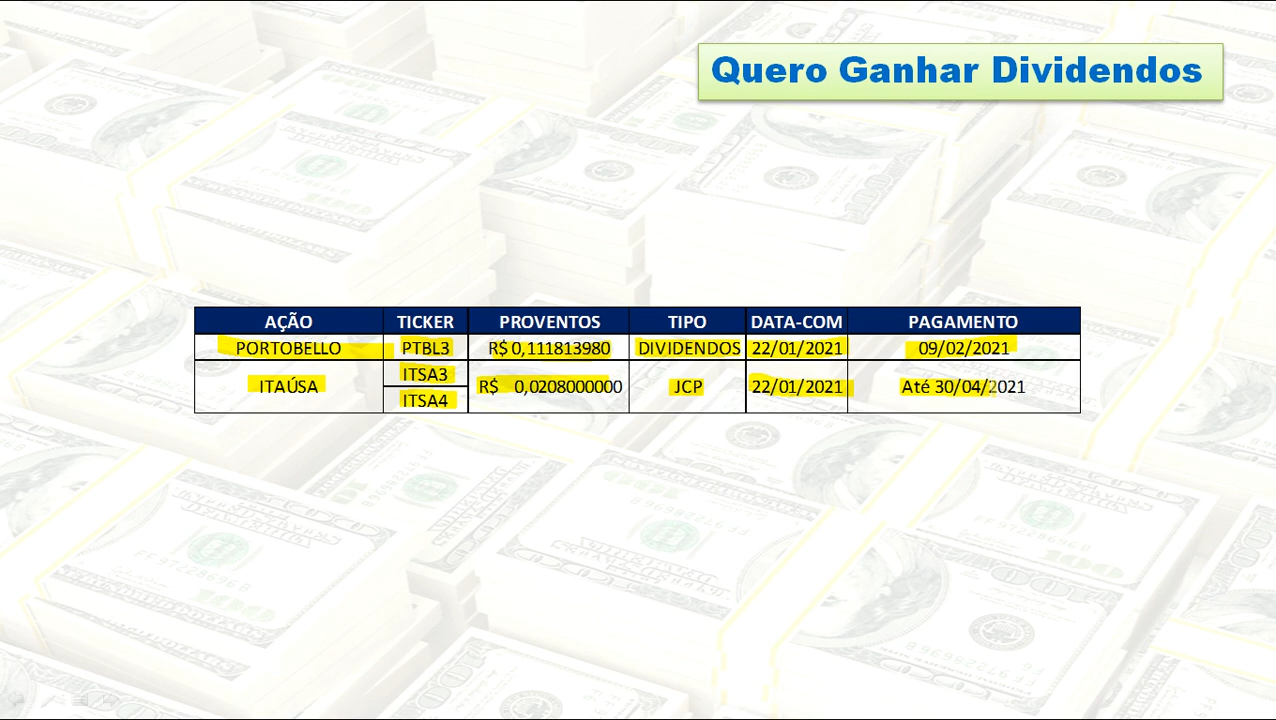 Quero Ganhar Dividendos
AÇÃO TICKER PROVENTOS TIPO DATA-COM PAGAMENTO
PORTOBELLO PTBL3 R$ 0,111813980 DIVIDENDOS 22/01/2021 09/02/2021
ITAÚSA ITSA3 R$ 0,0208000000 JCP 22/01/2021 Até 30/04/2021
ITSA4